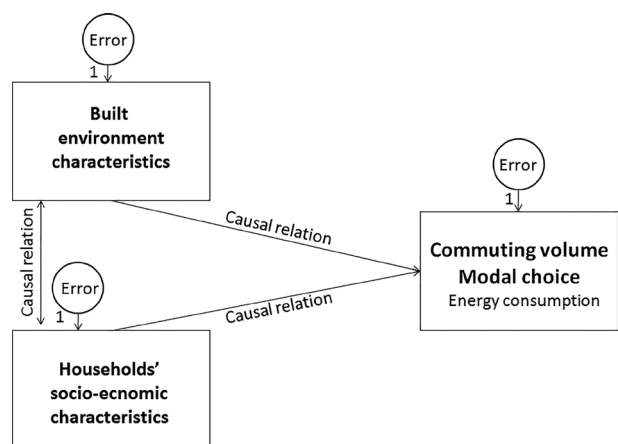 Error
1
Built
environment
characteristics
Error
1
Causal relation
Commuting volume
Modal choice
Energy consumption
Causal relation
Error
1
Causal relation
Households'
socio-ecnomic
characteristics